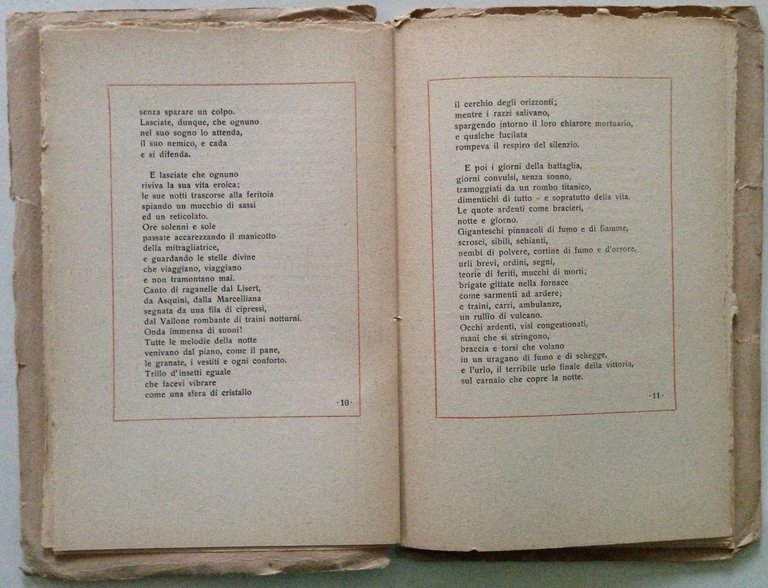 senza sparare un colpo.
Lasciate, dunque, che ognuno
nel suo sogno lo attenda,
il suo nemico, e cada
e si difenda.
E lasciate che ognuno
riviva la sua vita eroica;
le sue notti trascorse alla feritoia
spiando un mucchio di sassi
ed un reticolato.
Ore solenni e sole
passate accarezzando il manicotto
della mitragliatrice,
e guardando le stelle divine
che viaggiano, viaggiano
e non tramontano mai.
Canto di raganelle dal Lisert,
da Asquini, dalla Marcelliana
segnata da una fila di cipressi,
dal Vallone rombante di traini notturni.
Onda immensa di suoni!
Tutte le melodie della notte
venivano dal piano, come il pane,
le granate, i vestiti e ogni conforto.
Trillo d'insetti eguale
che facevi vibrare
come una sfera di cristallo
·10·
il cerchio degli orizzonti;
mentre i razzi salivano,
spargendo intorno il loro chiarore mortuario,
e qualche fucilata
rompeva il respiro del silenzio.
E poi i giorni della battaglia,
giorni convulsi, senza sonno,
tramoggiati da un rombo titanico,
dimentichi di tutto - e sopratutto della vita.
Le quote ardenti come bracieri,
notte e giorno.
Giganteschi pinnacoli di fumo e di fiamme,
scrosci, sibili, schianti,
nembi di polvere, cortine di fumo e d'orrore,
urli brevi, ordini, segni,
teorie di feriti, mucchi di morti;
brigate gittate nella fornace
come sarmenti ad ardere;
e traini, carri, ambulanze,
un rullìo di vulcano.
Occhi ardenti, visi congestionati,
mani che si stringono,
braccia e torsi che volano
in un uragano di fumo e di schegge,
e l'urlo, il terribile urlo finale della vittoria,
sul carnaio che copre la notte.
·11·